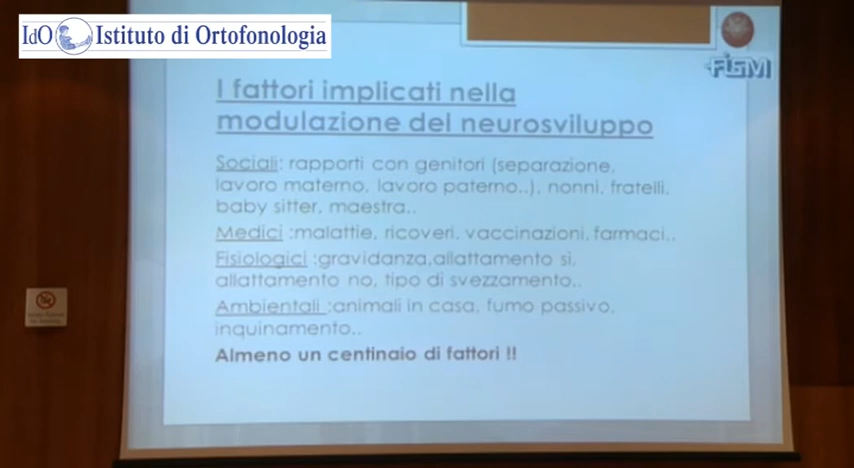 IdO Istituto di Ortofonologia
FiSM
I fattori implicati nella
modulazione del neurosviluppo
Sociali: rapporti con genitori (separazione,
lavoro materno, lavoro paterno..), nonni, fratelli,
baby sitter, maestra..
Medici :malattie, ricoveri, vaccinazioni, farmaci..
Fisiologici :gravidanza,allattamento sì,
allattamento no, tipo di svezzamento..
Ambientali :animali in casa, fumo passivo,
inquinamento..
Almeno un centinaio di fattori !!